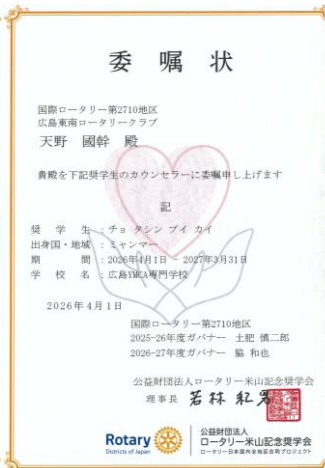 委嘱状
国際ロータリー第2710地区
広島東南ロータリークラブ
天野 國幹 殿
貴殿を下記奨学生のカウンセラーに委嘱申し上げます
記
奨学生：チョ タシン ブイ カイ
出身国・地域：ミャンマー
期間：2026年4月1日 - 2027年3月31日
学校名：広島YMCA専門学校
2026年4月1日
国際ロータリー第2710地区
2025-26年度ガバナー 土肥 慎二郎
2026-27年度ガバナー 脇 和也
公益財団法人ロータリー米山記念奨学会
理事長 若林 紀男
Rotary
Districts of Japan
公益財団法人
ロータリー米山記念奨学会
ロータリー日本国内全地区合同プロジェクト